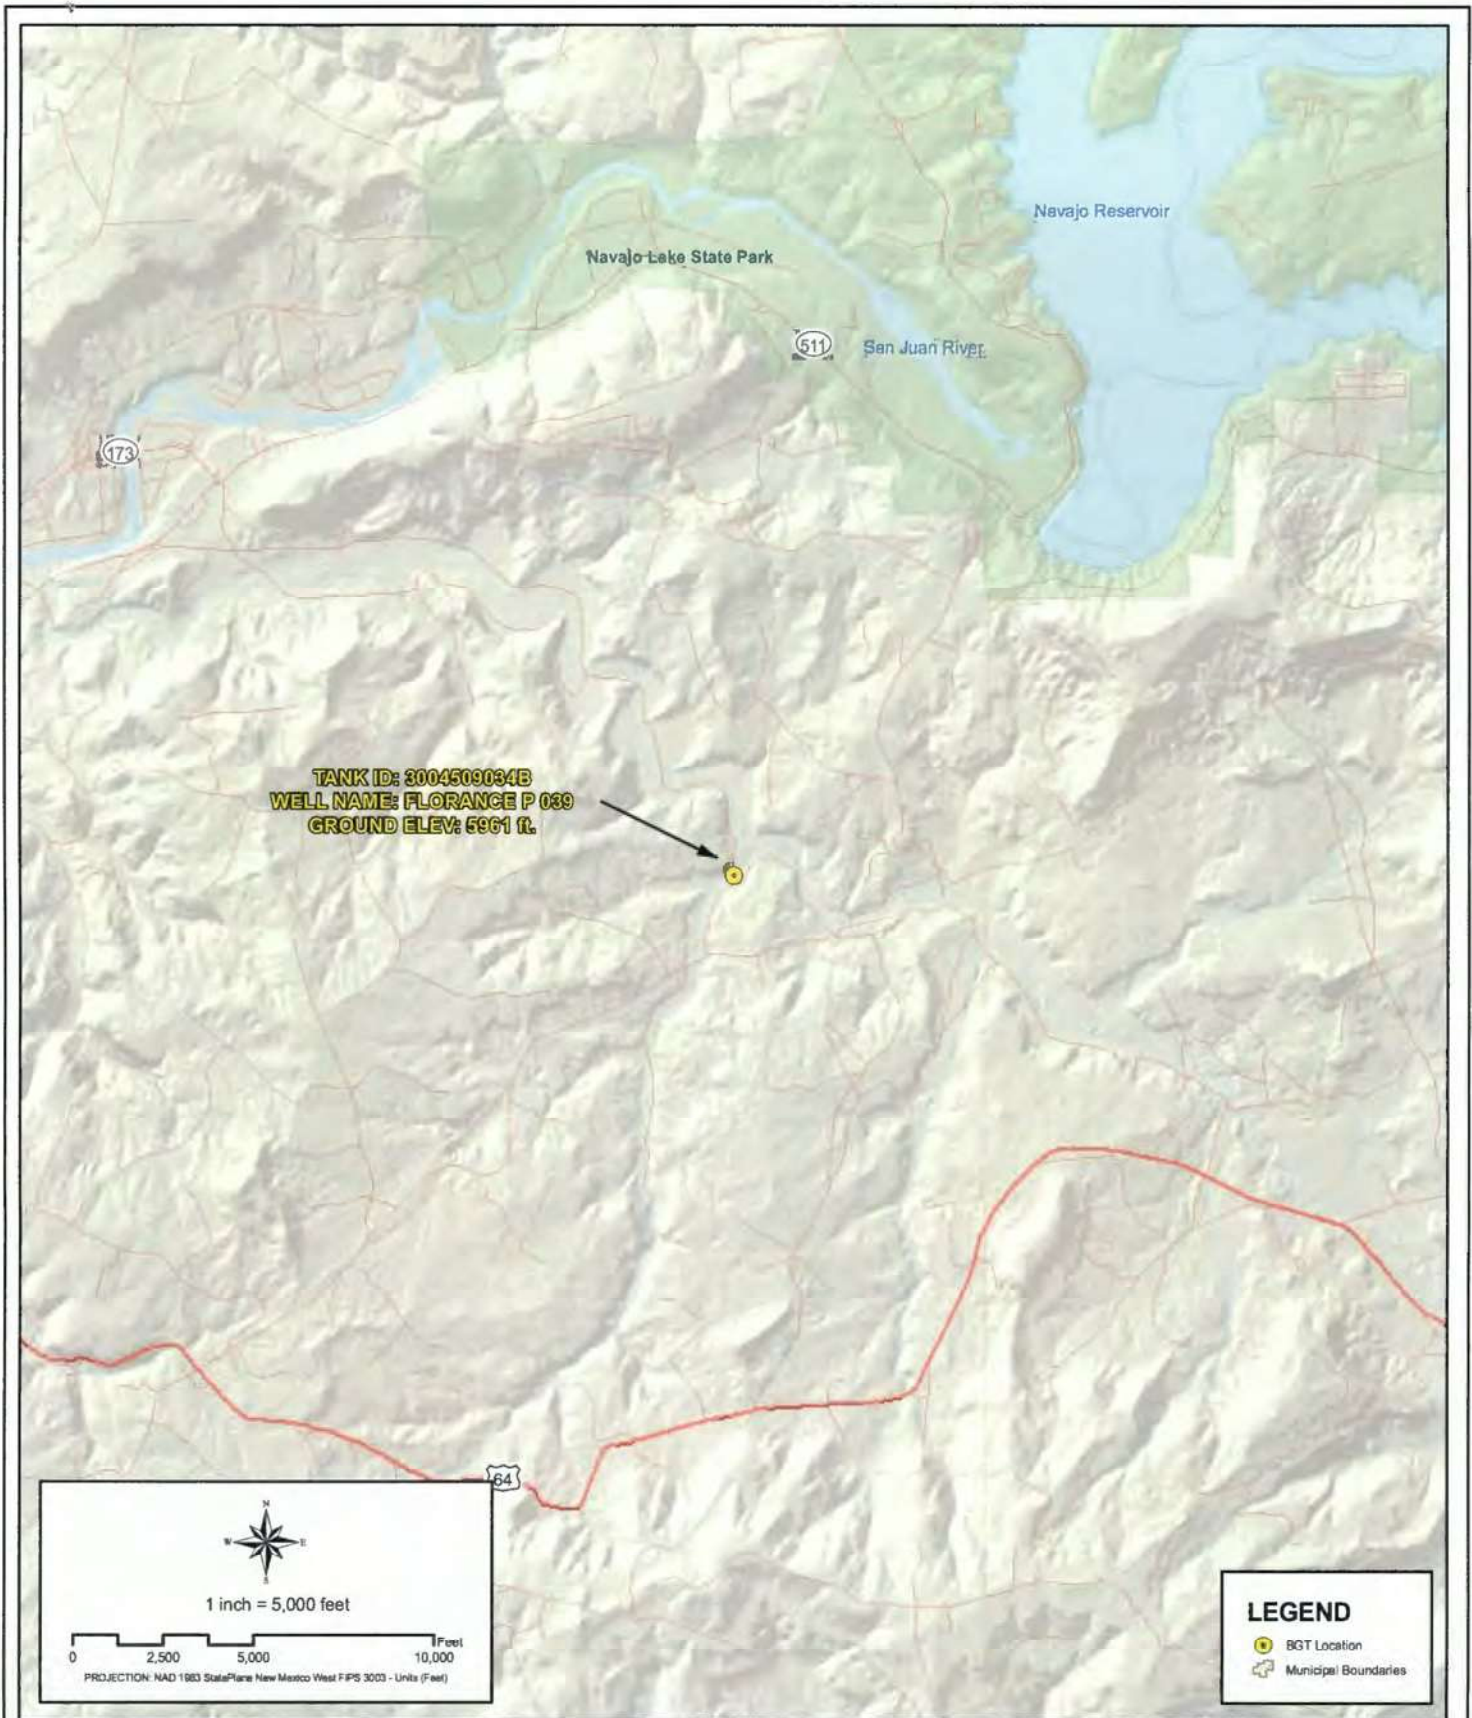 Navajo Reservoir
Navajo Lake State Park
511
San Juan River
173
TANK ID: 3004509034B
WELL NAME: FLORANCE P 039
GROUND ELEV: 5961 ft.
64
N
W
E
S
1 inch = 5,000 feet
Feet
0 2,500 5,000 10,000
PROJECTION: NAD 1983 StatePlane New Mexico West FIPS 3003 - Units (Feet)
LEGEND
BGT Location
Municipal Boundaries